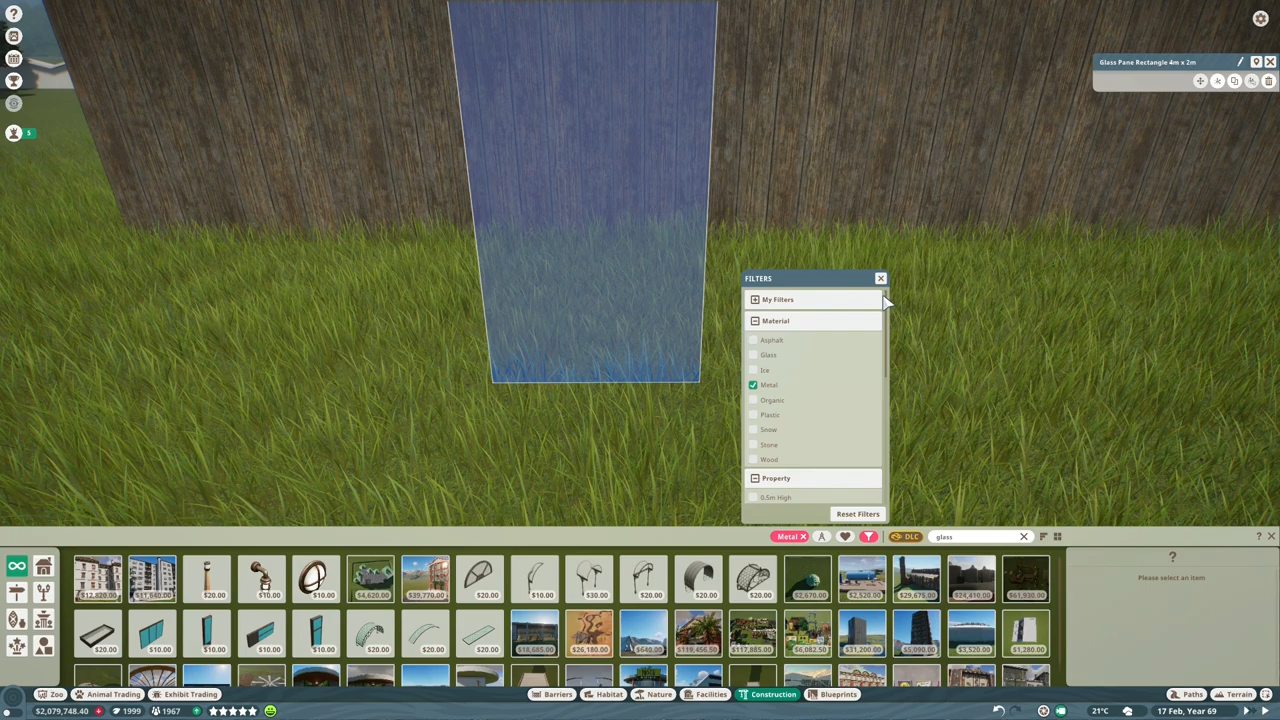 ?
5
Glass Pane Rectangle 4m x 2m
FILTERS
My Filters
Material
Asphalt
Glass
Ice
Metal
Organic
Plastic
Snow
Stone
Wood
Property
0.5m High
Reset Filters
Metal
DLC
glass
?
$12,820.00
$11,640.00
$20.00
$10.00
$10.00
$4,620.00
$39,770.00
$20.00
$10.00
$30.00
$20.00
$20.00
$20.00
$2,670.00
$2,520.00
$29,675.00
$24,410.00
$61,930.00
?
Please select an item
$20.00
$10.00
$10.00
$10.00
$10.00
$20.00
$20.00
$20.00
$18,685.00
$26,180.00
$640.00
$119,456.50
$117,885.00
$6,082.50
$31,200.00
$5,090.00
$3,520.00
$1,280.00
Zoo
Animal Trading
Exhibit Trading
Barriers
Habitat
Nature
Facilities
Construction
Blueprints
Paths
Terrain
$2,079,748.40
1999
1967
21°C
17 Feb, Year 69